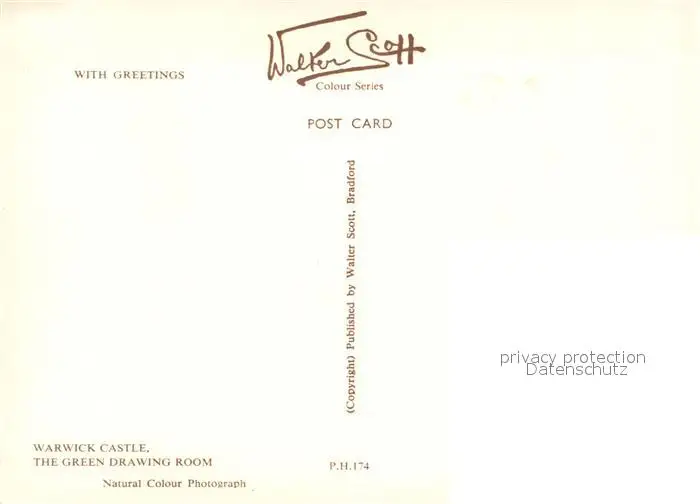 Walter Scott
Colour Series
WITH GREETINGS
POST CARD
(Copyright) Published by Walter Scott, Bradford
privacy protection
Datenschutz
WARWICK CASTLE,
THE GREEN DRAWING ROOM
P.H.174
Natural Colour Photograph